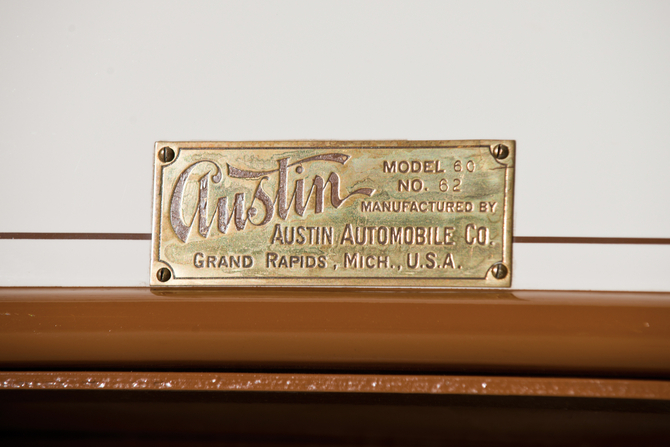 Austin
MODEL 60
NO. 62
MANUFACTURED BY
AUSTIN AUTOMOBILE CO.
GRAND RAPIDS, MICH., U.S.A.